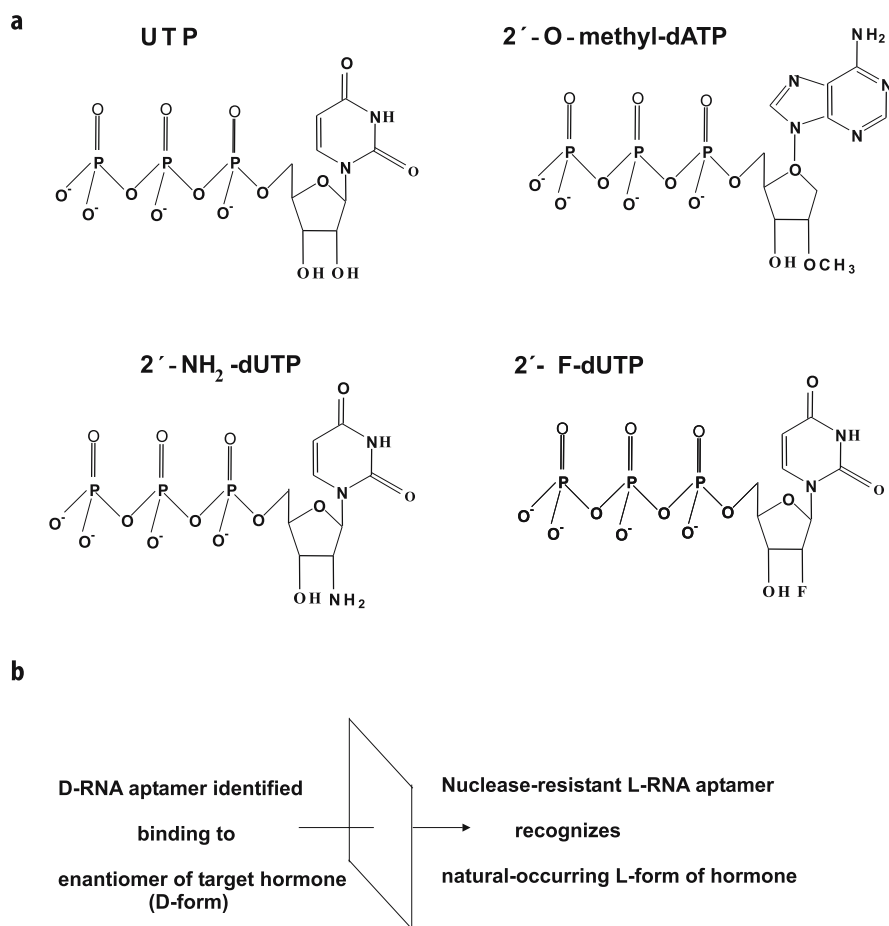 a
UTP
2´-O-methyl-dATP
O
O
O
O
NH
N
O
P
P
P
O
O
O
O
O-
O-
O-
O-
OH
OH
NH2
N
N
N
N
O
O
O
P
P
P
O
O
O
O
O-
O-
O-
O-
OH
OCH3
2´-NH2-dUTP
2´- F-dUTP
O
O
O
O
NH
N
O
P
P
P
O
O
O
O
O-
O-
O-
O-
OH
NH2
O
O
O
O
NH
N
O
P
P
P
O
O
O
O
O-
O-
O-
O-
OH
F
b
D-RNA aptamer identified
binding to
enantiomer of target hormone
(D-form)
Nuclease-resistant L-RNA aptamer
recognizes
natural-occurring L-form of hormone